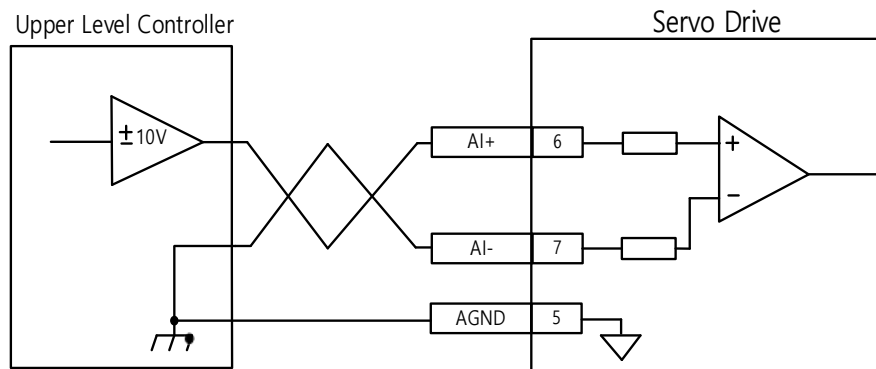 Upper Level Controller
Servo Drive
±10V
AI+ 6
+
−
AI- 7
AGND 5